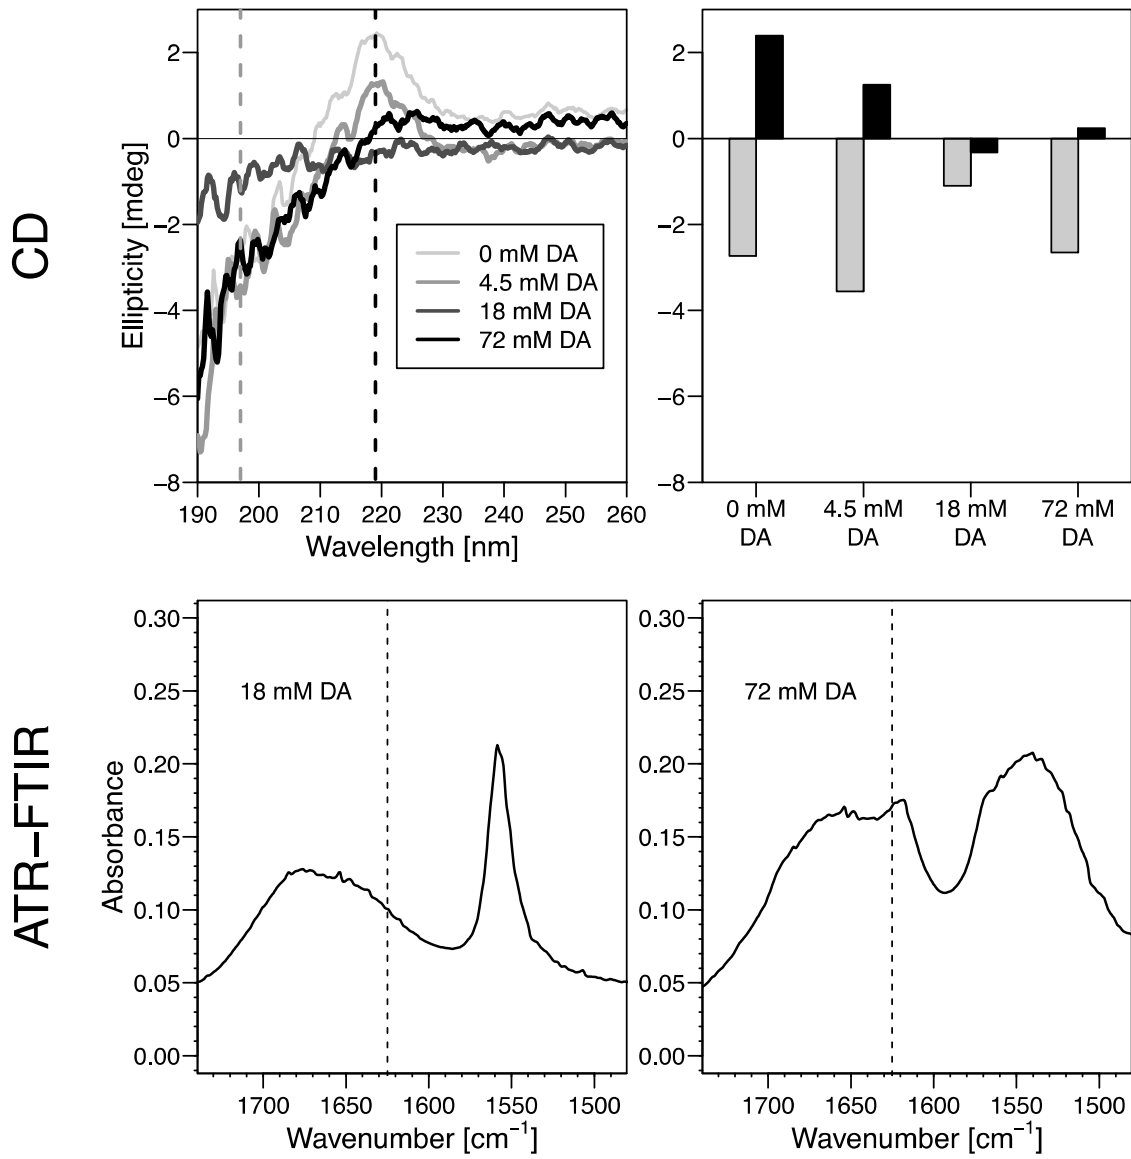 CD
Ellipticity [mdeg]
2
0
−2
−4
−6
−8
0 mM DA
4.5 mM DA
18 mM DA
72 mM DA
190 200 210 220 230 240 250 260
Wavelength [nm]
2
0
−2
−4
−6
−8
0 mM DA
4.5 mM DA
18 mM DA
72 mM DA
ATR−FTIR
Absorbance
0.30
0.25
0.20
0.15
0.10
0.05
0.00
18 mM DA
1700 1650 1600 1550 1500
Wavenumber [cm⁻¹]
0.30
0.25
0.20
0.15
0.10
0.05
0.00
72 mM DA
1700 1650 1600 1550 1500
Wavenumber [cm⁻¹]